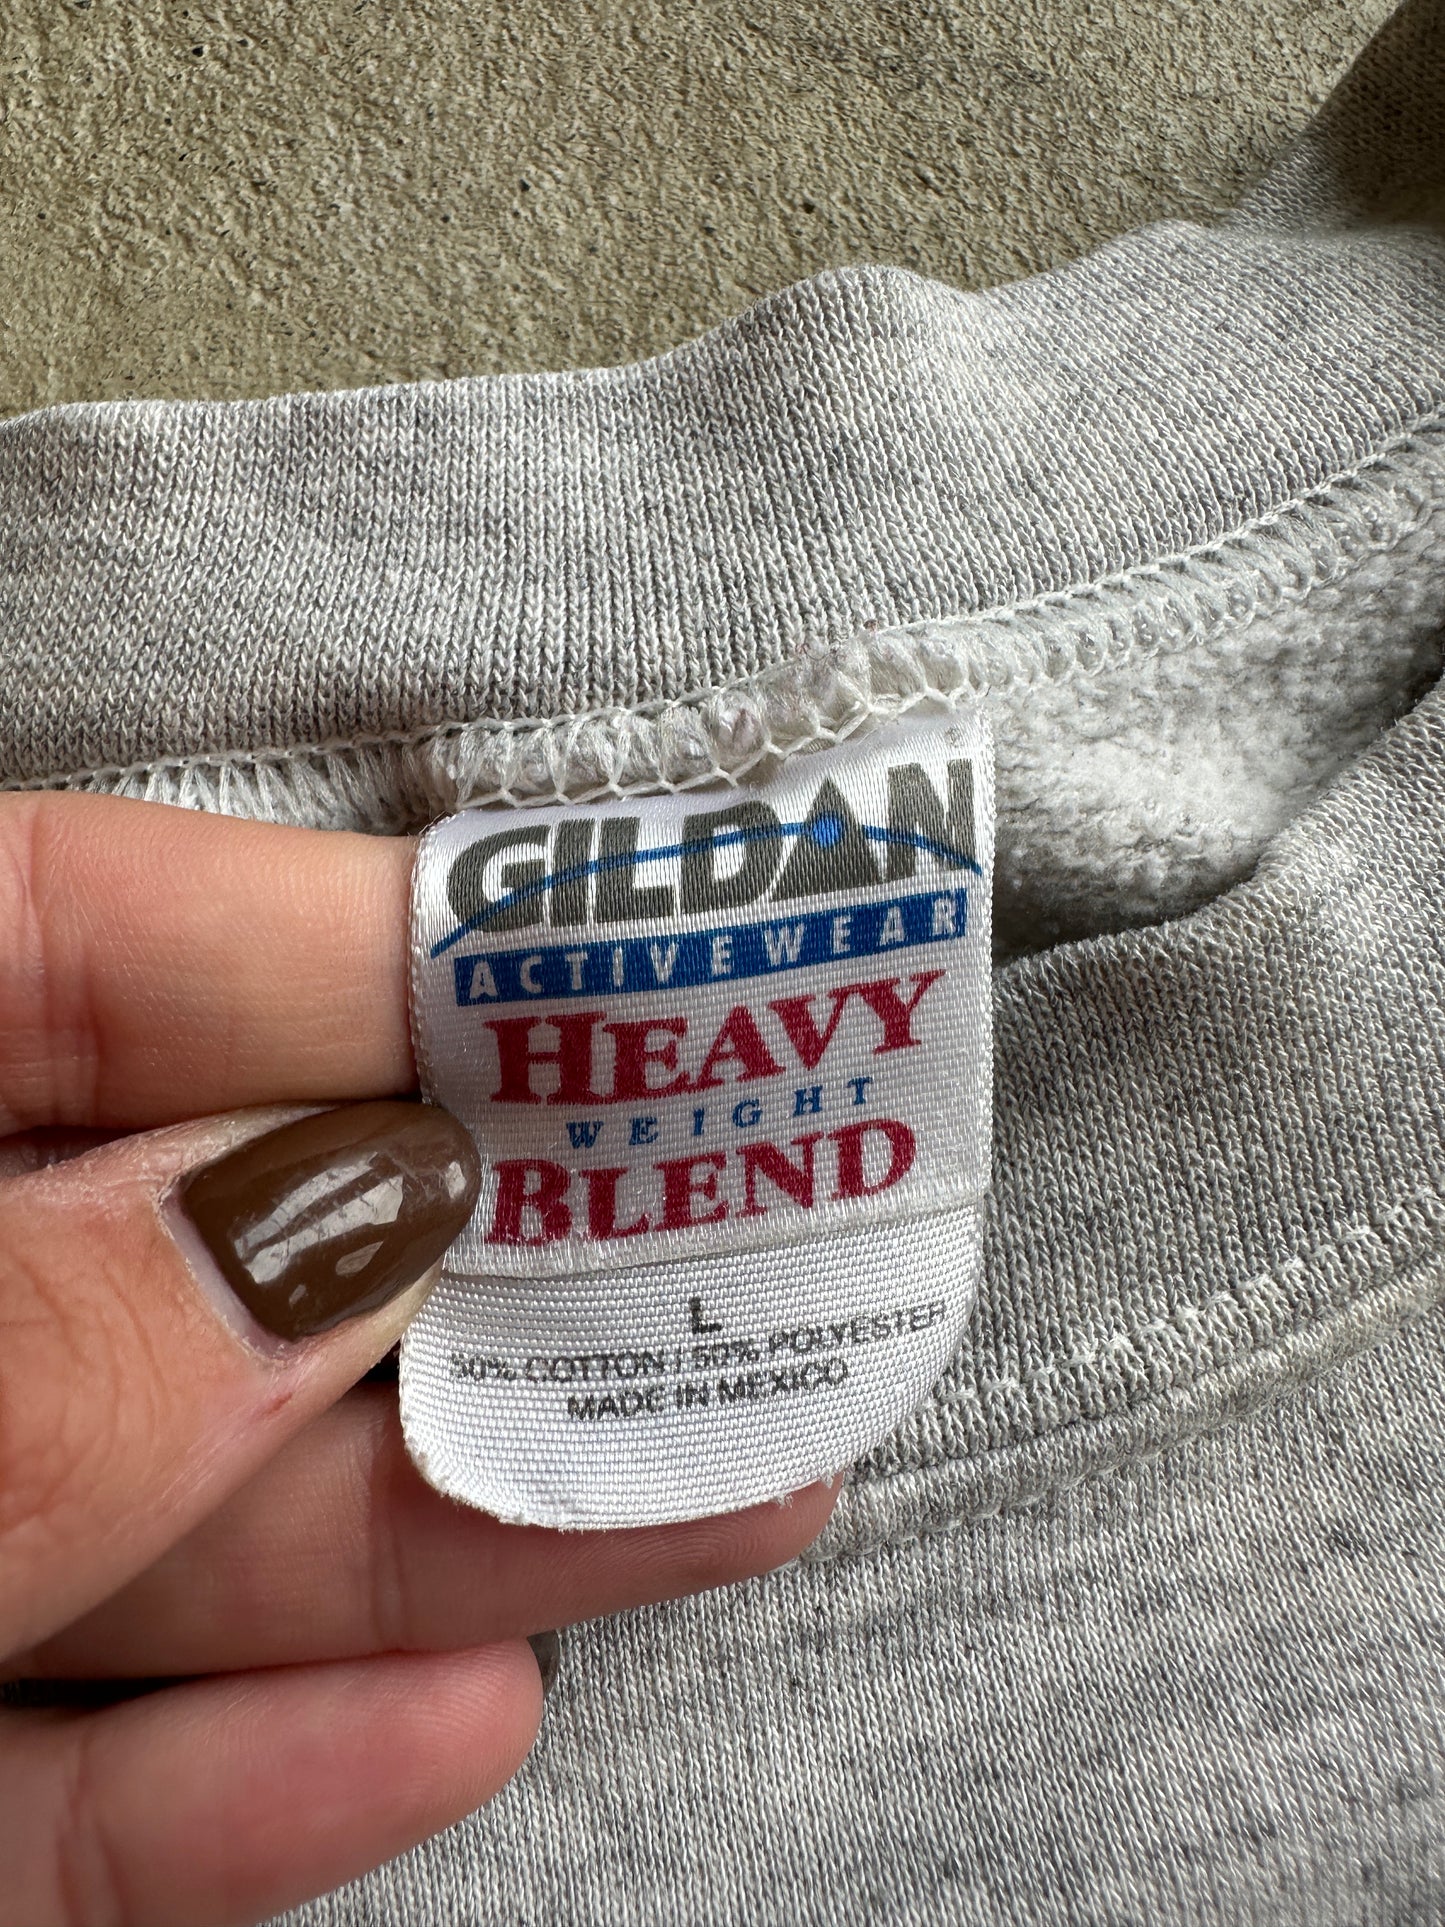 GILDAN
ACTIVEWEAR
HEAVY
WEIGHT
BLEND
L
50% COTTON / 50% POLYESTER
MADE IN MEXICO